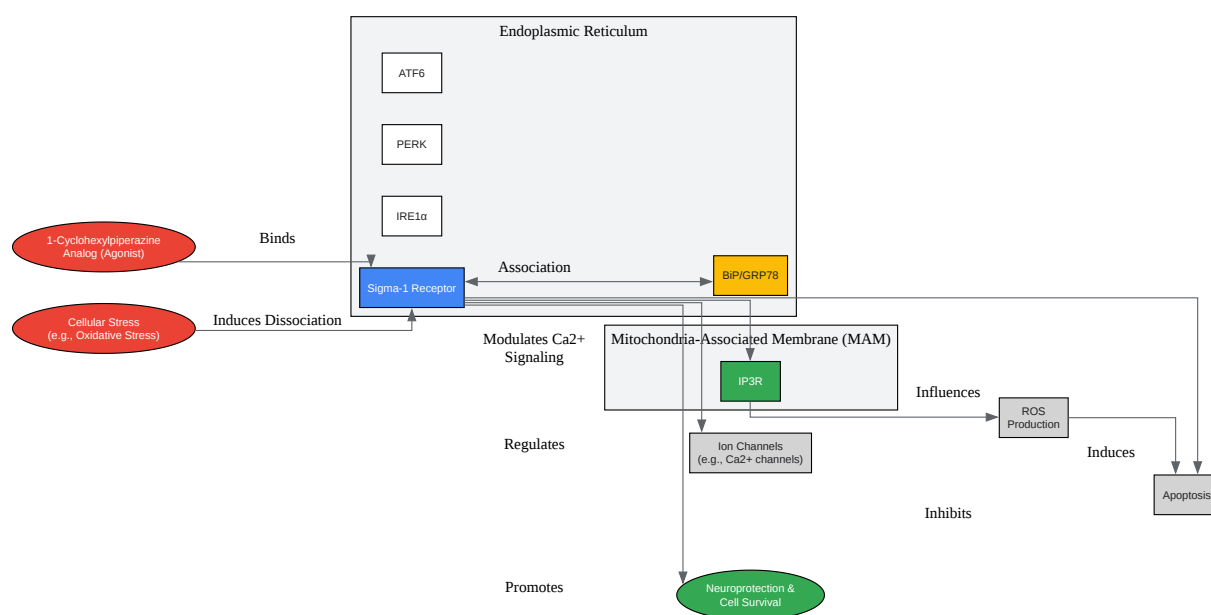 Endoplasmic Reticulum
ATF6
PERK
IRE1α
1-Cyclohexylpiperazine
Analog (Agonist)
Binds
Sigma-1 Receptor
Association
BiP/GRP78
Cellular Stress
(e.g., Oxidative Stress)
Induces Dissociation
Modulates Ca2+
Signaling
Mitochondria-Associated Membrane (MAM)
IP3R
Influences
ROS
Production
Regulates
Ion Channels
(e.g., Ca2+ channels)
Induces
Apoptosis
Inhibits
Promotes
Neuroprotection &
Cell Survival